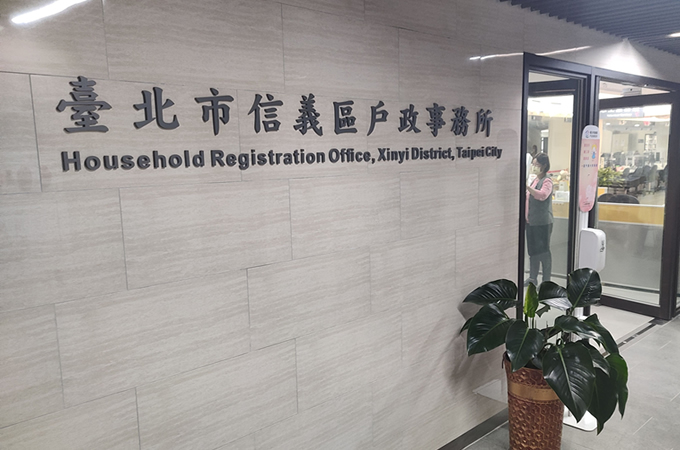 臺北市信義區戶政事務所
Household Registration Office, Xinyi District, Taipei City